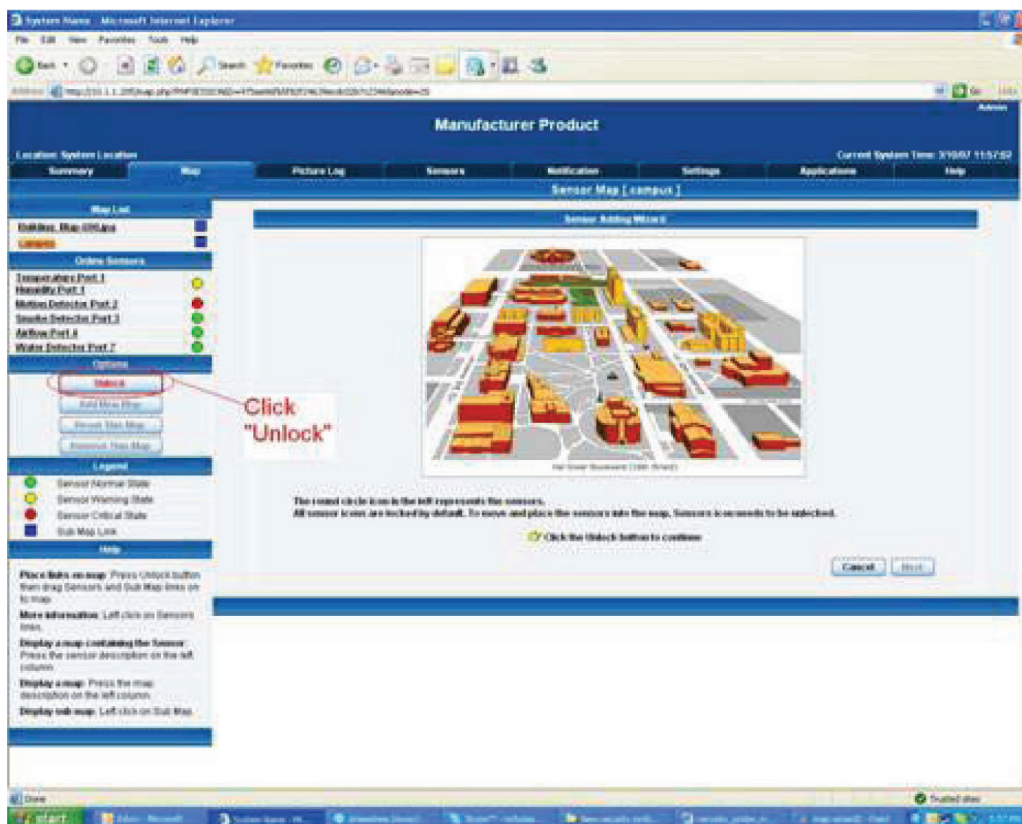 System Name - Microsoft Internet Explorer
File Edit View Favorites Tools Help
Back Search Favorites
Go Links
Admin
Manufacturer Product
Location: System Location
Current System Time: 3/10/07 11:57:02
Summary Map Picture Log Sensors Notification Settings Applications Help
Sensor Map [ campus ]
Map List
campus
Online Sensors
Temperature Port 1
Humidity Port 1
Motion Detector Port 2
Smoke Detector Port 3
Airflow Port 4
Water Detector Port 7
Options
Unlock
Add New Map
Reset This Map
Remove This Map
Click
"Unlock"
Legend
Sensor Normal State
Sensor Warning State
Sensor Critical State
Sub Map Link
Help
Place links on map: Press Unlock button
then drag Sensors and Sub Map links on
to map.
More information: Left click on Sensors
links.
Display a map containing the Sensor:
Press the sensor description on the left
column.
Display a map: Press the map
description on the left column.
Display sub map: Left click on Sub Map.
Sensor Adding Wizard
The round circle icon in the left represents the sensors.
All sensor icons are locked by default. To move and place the sensors into the map, Sensors icon needs to be unlocked.
Click the Unlock button to continue
Cancel Next
Done
Trusted sites
start